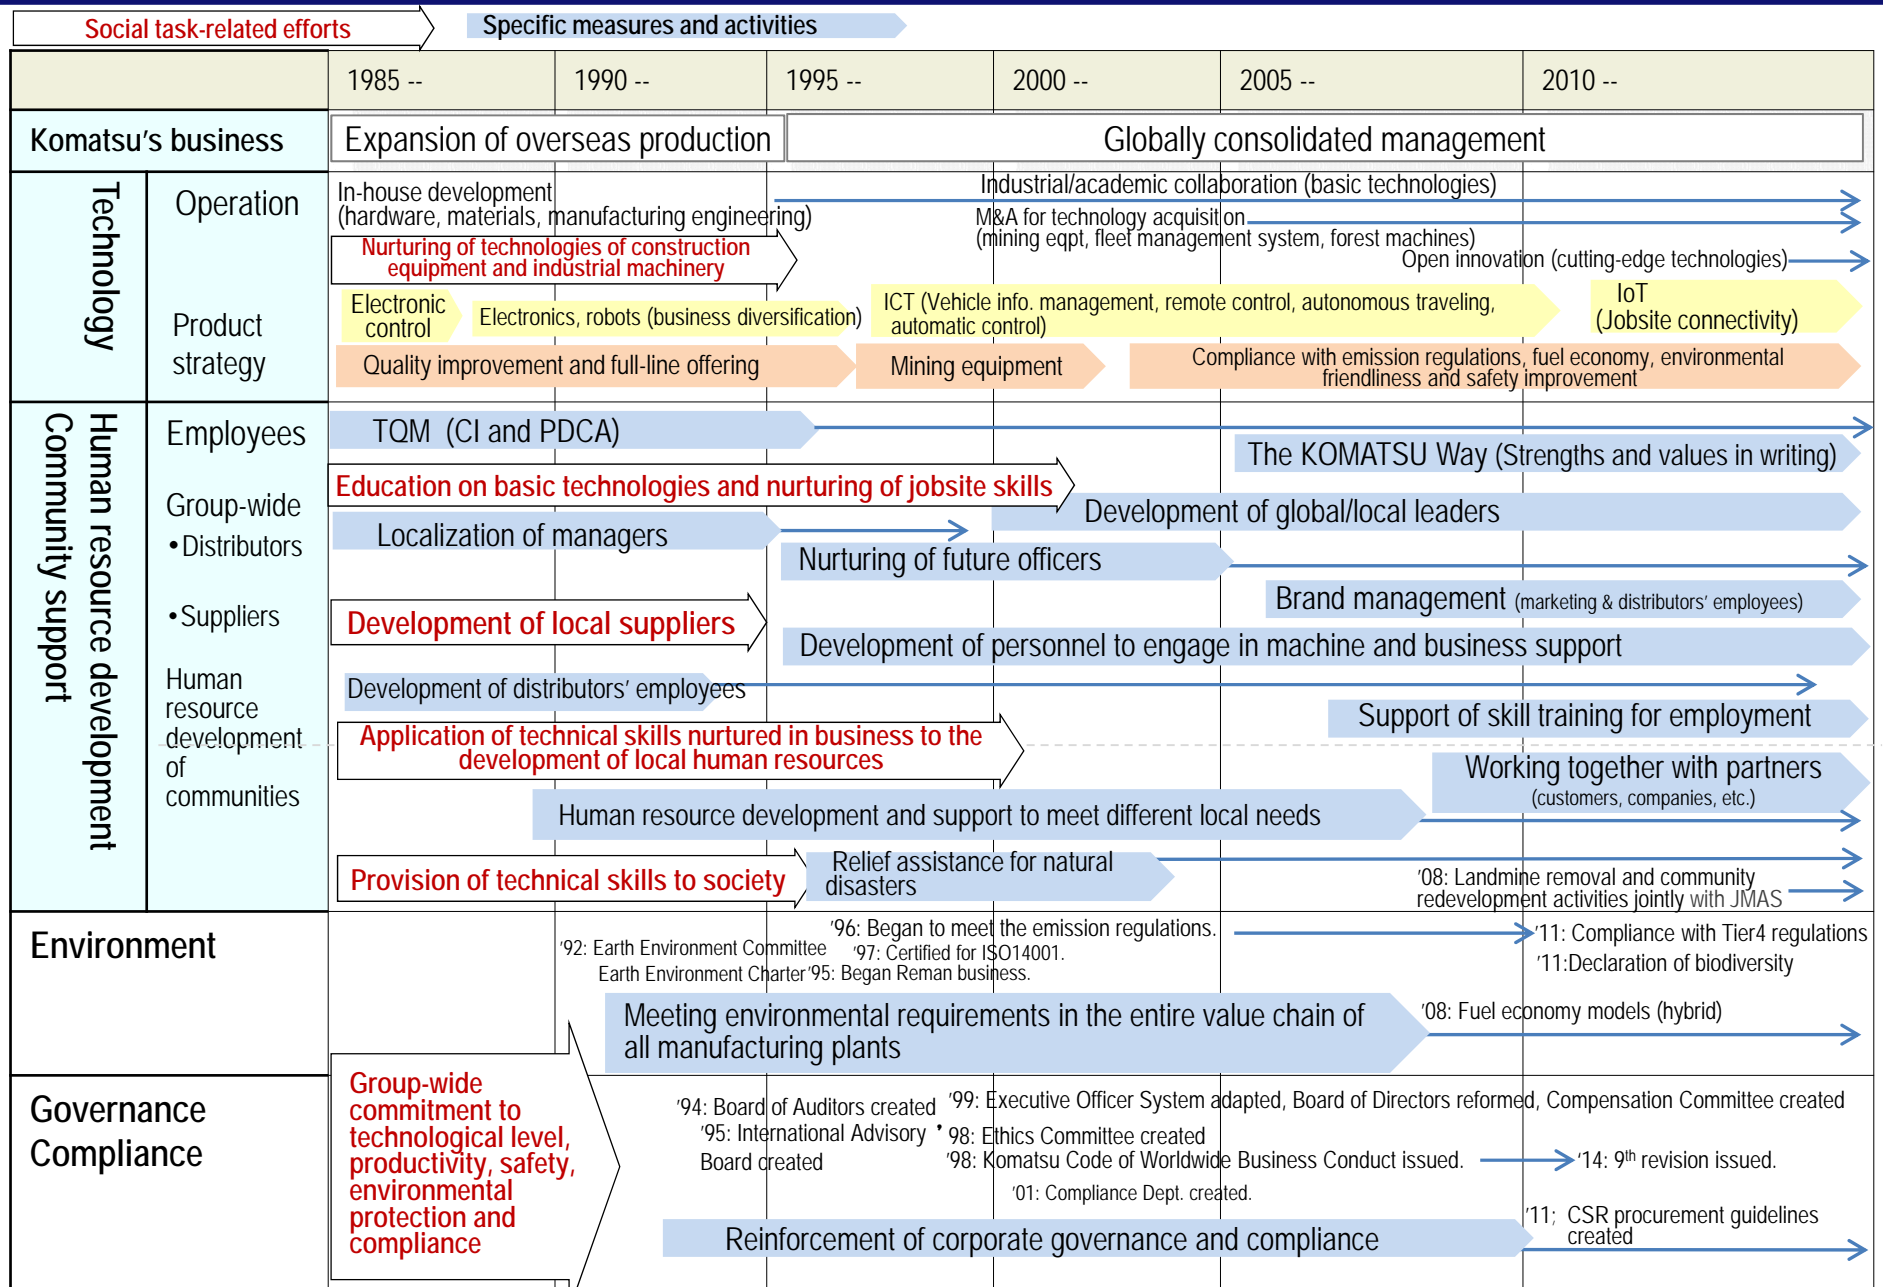 Social task-related efforts
Specific measures and activities
1985 --
1990 --
1995 --
2000 --
2005 --
2010 --
Komatsu's business
Expansion of overseas production
Globally consolidated management
Technology
Operation
In-house development
(hardware, materials, manufacturing engineering)
Industrial/academic collaboration (basic technologies)
M&A for technology acquisition
(mining eqpt, fleet management system, forest machines)
Nurturing of technologies of construction
equipment and industrial machinery
Open innovation (cutting-edge technologies)
Product
strategy
Electronic
control
Electronics, robots (business diversification)
ICT (Vehicle info. management, remote control, autonomous traveling,
automatic control)
IoT
(Jobsite connectivity)
Quality improvement and full-line offering
Mining equipment
Compliance with emission regulations, fuel economy, environmental
friendliness and safety improvement
Human resource development
Community support
Employees
TQM (CI and PDCA)
The KOMATSU Way (Strengths and values in writing)
Education on basic technologies and nurturing of jobsite skills
Group-wide
•Distributors
•Suppliers
Localization of managers
Development of global/local leaders
Nurturing of future officers
Brand management (marketing & distributors' employees)
Development of local suppliers
Development of personnel to engage in machine and business support
Human
resource
development
of
communities
Development of distributors' employees
Support of skill training for employment
Application of technical skills nurtured in business to the
development of local human resources
Working together with partners
(customers, companies, etc.)
Human resource development and support to meet different local needs
Provision of technical skills to society
Relief assistance for natural
disasters
'08: Landmine removal and community
redevelopment activities jointly with JMAS
Environment
'96: Began to meet the emission regulations.
'92: Earth Environment Committee
'97: Certified for ISO14001.
Earth Environment Charter
'95: Began Reman business.
'11: Compliance with Tier4 regulations
'11:Declaration of biodiversity
Meeting environmental requirements in the entire value chain of
all manufacturing plants
'08: Fuel economy models (hybrid)
Governance
Compliance
Group-wide
commitment to
technological level,
productivity, safety,
environmental
protection and
compliance
'94: Board of Auditors created
'95: International Advisory
Board created
'99: Executive Officer System adapted, Board of Directors reformed, Compensation Committee created
' 98: Ethics Committee created
'98: Komatsu Code of Worldwide Business Conduct issued.
'14: 9th revision issued.
'01: Compliance Dept. created.
Reinforcement of corporate governance and compliance
'11; CSR procurement guidelines
created